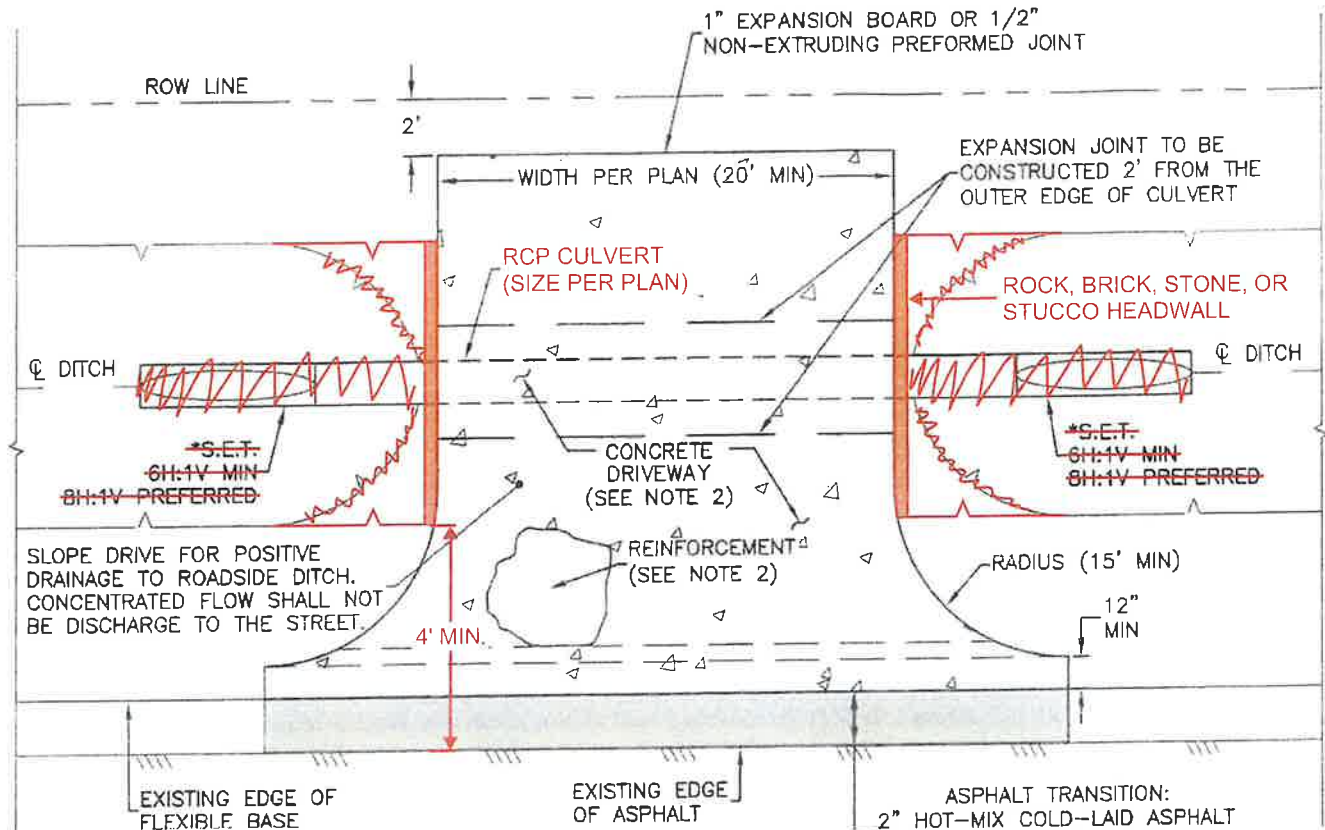 1" EXPANSION BOARD OR 1/2"
NON-EXTRUDING PREFORMED JOINT
ROW LINE
2'
EXPANSION JOINT TO BE
CONSTRUCTED 2' FROM THE
OUTER EDGE OF CULVERT
WIDTH PER PLAN (20' MIN)
RCP CULVERT
(SIZE PER PLAN)
ROCK, BRICK, STONE, OR
STUCCO HEADWALL
℄ DITCH
℄ DITCH
*S.E.T.
6H:1V MIN
8H:1V PREFERRED
*S.E.T.
6H:1V MIN
8H:1V PREFERRED
CONCRETE
DRIVEWAY
(SEE NOTE 2)
SLOPE DRIVE FOR POSITIVE
DRAINAGE TO ROADSIDE DITCH.
CONCENTRATED FLOW SHALL NOT
BE DISCHARGE TO THE STREET.
REINFORCEMENT
(SEE NOTE 2)
RADIUS (15' MIN)
12"
MIN
4' MIN.
EXISTING EDGE OF
FLEXIBLE BASE
EXISTING EDGE
OF ASPHALT
ASPHALT TRANSITION:
2" HOT-MIX COLD-LAID ASPHALT